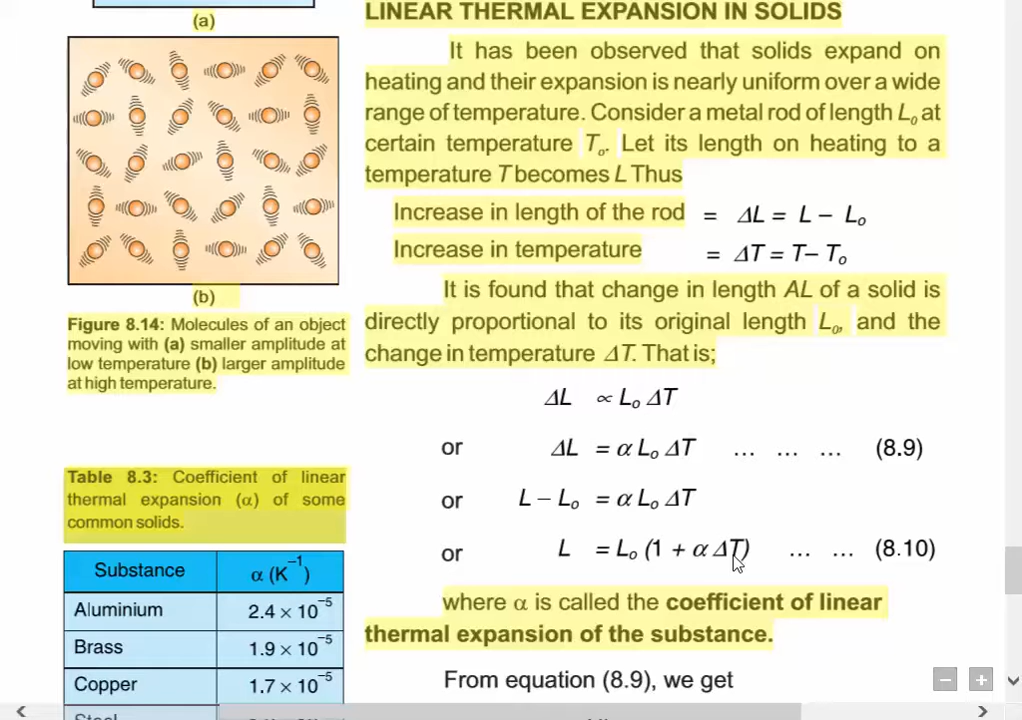 (a)
(b)
Figure 8.14: Molecules of an object
moving with (a) smaller amplitude at
low temperature (b) larger amplitude
at high temperature.
Table 8.3: Coefficient of linear
thermal expansion (α) of some
common solids.
Substance α (K⁻¹)
Aluminium 2.4 × 10⁻⁵
Brass 1.9 × 10⁻⁵
Copper 1.7 × 10⁻⁵
Steel
LINEAR THERMAL EXPANSION IN SOLIDS
It has been observed that solids expand on
heating and their expansion is nearly uniform over a wide
range of temperature. Consider a metal rod of length L₀ at
certain temperature T₀. Let its length on heating to a
temperature T becomes L Thus
Increase in length of the rod = ΔL = L – L₀
Increase in temperature = ΔT = T– T₀
It is found that change in length AL of a solid is
directly proportional to its original length L₀, and the
change in temperature ΔT. That is;
ΔL ∝ L₀ ΔT
or ΔL = α L₀ ΔT ... ... ... (8.9)
or L – L₀ = α L₀ ΔT
or L = L₀ (1 + α ΔT) ... ... (8.10)
where α is called the coefficient of linear
thermal expansion of the substance.
From equation (8.9), we get